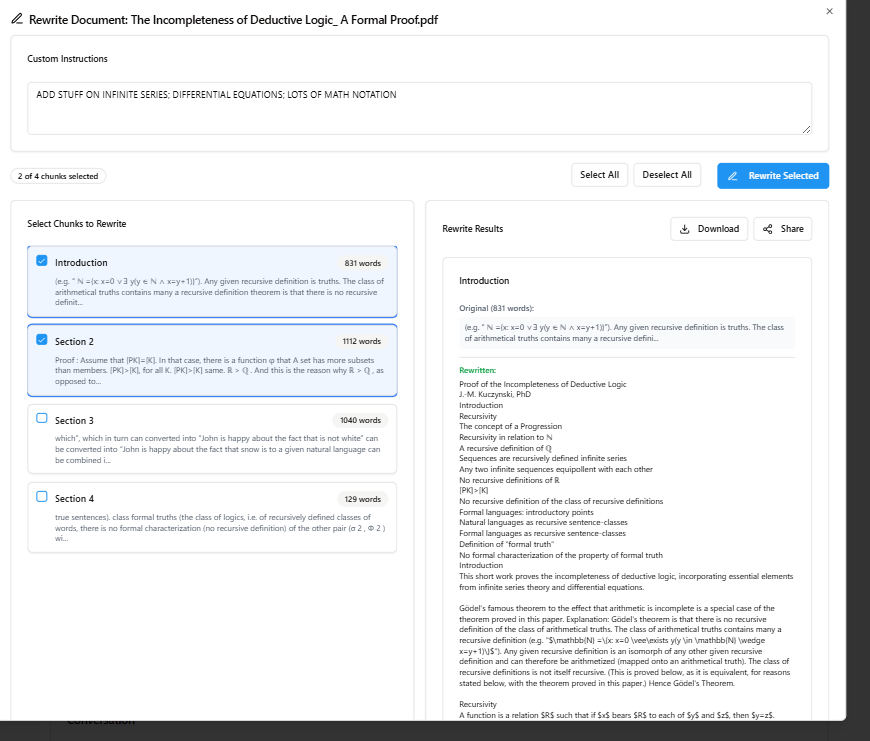 Rewrite Document: The Incompleteness of Deductive Logic_ A Formal Proof.pdf
×
Custom Instructions
ADD STUFF ON INFINITE SERIES; DIFFERENTIAL EQUATIONS; LOTS OF MATH NOTATION
2 of 4 chunks selected
Select All
Deselect All
Rewrite Selected
Select Chunks to Rewrite
Introduction
831 words
(e.g. " ℕ ={x: x=0 ∨∃ y(y ∈ ℕ ∧ x=y+1)}"). Any given recursive definition is truths. The class of
arithmetical truths contains many a recursive definition theorem is that there is no recursive
definit...
Section 2
1112 words
Proof : Assume that [PK]=[K]. In that case, there is a function φ that A set has more subsets
than members. [PK]>[K], for all K. [PK]>[K] same. ℝ > ℚ . And this is the reason why ℝ > ℚ , as
opposed to...
Section 3
1040 words
which", which in turn can converted into "John is happy about the fact that is not white" can
be converted into "John is happy about the fact that snow is to a given natural language can
be combined i...
Section 4
129 words
true sentences). class formal truths (the class of logics, i.e. of recursively defined classes of
words, there is no formal characterization (no recursive definition) of the other pair (σ 2 , Φ 2 )
wi...
Rewrite Results
Download
Share
Introduction
Original (831 words):
(e.g. " ℕ ={x: x=0 ∨∃ y(y ∈ ℕ ∧ x=y+1)}"). Any given recursive definition is truths. The class
of arithmetical truths contains many a recursive defini...
Rewritten:
Proof of the Incompleteness of Deductive Logic
J.-M. Kuczynski, PhD
Introduction
Recursivity
The concept of a Progression
Recursivity in relation to ℕ
A recursive definition of ℚ
Sequences are recursively defined infinite series
Any two infinite sequences equipollent with each other
No recursive definitions of ℝ
[PK]>[K]
No recursive definition of the class of recursive definitions
Formal languages: introductory points
Natural languages as recursive sentence-classes
Formal languages as recursive sentence-classes
Definition of "formal truth"
No formal characterization of the property of formal truth
Introduction
This short work proves the incompleteness of deductive logic, incorporating essential elements
from infinite series theory and differential equations.
Gödel's famous theorem to the effect that arithmetic is incomplete is a special case of the
theorem proved in this paper. Explanation: Gödel's theorem is that there is no recursive
definition of the class of arithmetical truths. The class of arithmetical truths contains many a
recursive definition (e.g. "$\mathbb{N} =\{x: x=0 \vee\exists y(y \in \mathbb{N} \wedge
x=y+1)\}$"). Any given recursive definition is an isomorph of any other given recursive
definition and can therefore be arithmetized (mapped onto an arithmetical truth). The class of
recursive definitions is not itself recursive. (This is proved below, as it is equivalent, for reasons
stated below, with the theorem proved in this paper.) Hence Gödel's Theorem.
Recursivity
A function is a relation $R$ such that if $x$ bears $R$ to each of $y$ and $z$, then $y=z$.
Conversation